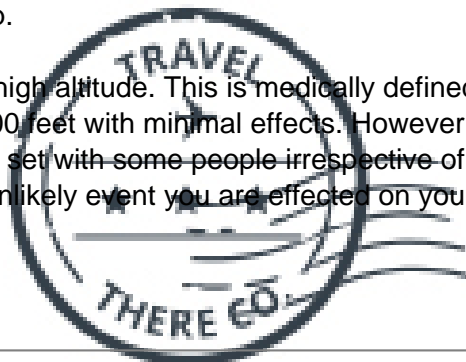 o.
TRAVEL
high altitude. This is medically defined
00 feet with minimal effects. However
set with some people irrespective of
nlikely event you are effected on you
THERE CO.